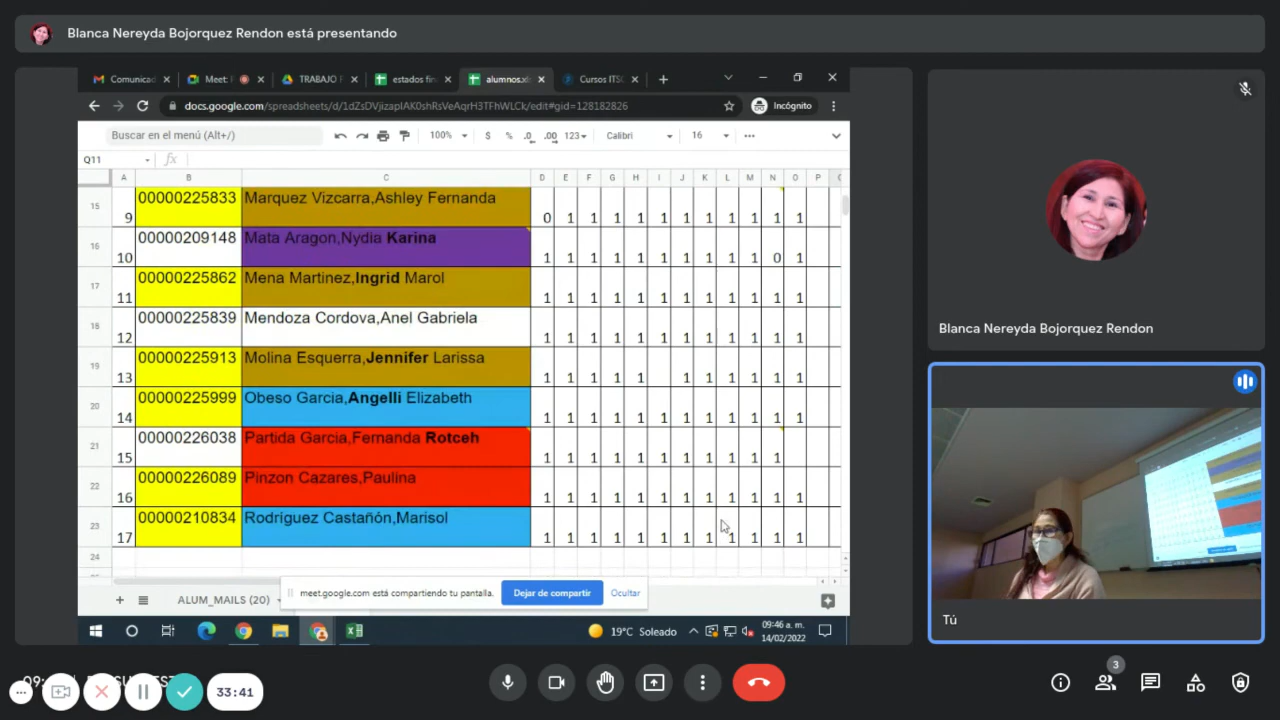 Blanca Nereyda Bojorquez Rendon está presentando
Comunicad
Meet:
TRABAJO
estados fin
alumnos.xls
Cursos ITS
docs.google.com/spreadsheets/d/1dZsDVjizapIAK0shRsVeAqrH3TFhWLCk/edit#gid=128182826
Incógnito
Buscar en el menú (Alt+/)
100%
$ % .0 .00 123
Calibri
16
Q11
fx
A B C D E F G H I J K L M N O P
15 9 00000225833 Marquez Vizcarra,Ashley Fernanda 0 1 1 1 1 1 1 1 1 1 1 1
16 10 00000209148 Mata Aragon,Nydia Karina 1 1 1 1 1 1 1 1 1 1 0 1
17 11 00000225862 Mena Martinez,Ingrid Marol 1 1 1 1 1 1 1 1 1 1 1 1
18 12 00000225839 Mendoza Cordova,Anel Gabriela 1 1 1 1 1 1 1 1 1 1 1 1
19 13 00000225913 Molina Esquerra,Jennifer Larissa 1 1 1 1 1 1 1 1 1 1 1
20 14 00000225999 Obeso Garcia,Angelli Elizabeth 1 1 1 1 1 1 1 1 1 1 1 1
21 15 00000226038 Partida Garcia,Fernanda Rotceh 1 1 1 1 1 1 1 1 1 1 1
22 16 00000226089 Pinzon Cazares,Paulina 1 1 1 1 1 1 1 1 1 1 1 1
23 17 00000210834 Rodríguez Castañón,Marisol 1 1 1 1 1 1 1 1 1 1 1 1
24
ALUM_MAILS (20)
meet.google.com está compartiendo tu pantalla.
Dejar de compartir
Ocultar
19°C Soleado
09:46 a. m.
14/02/2022
Blanca Nereyda Bojorquez Rendon
Tú
33:41
3